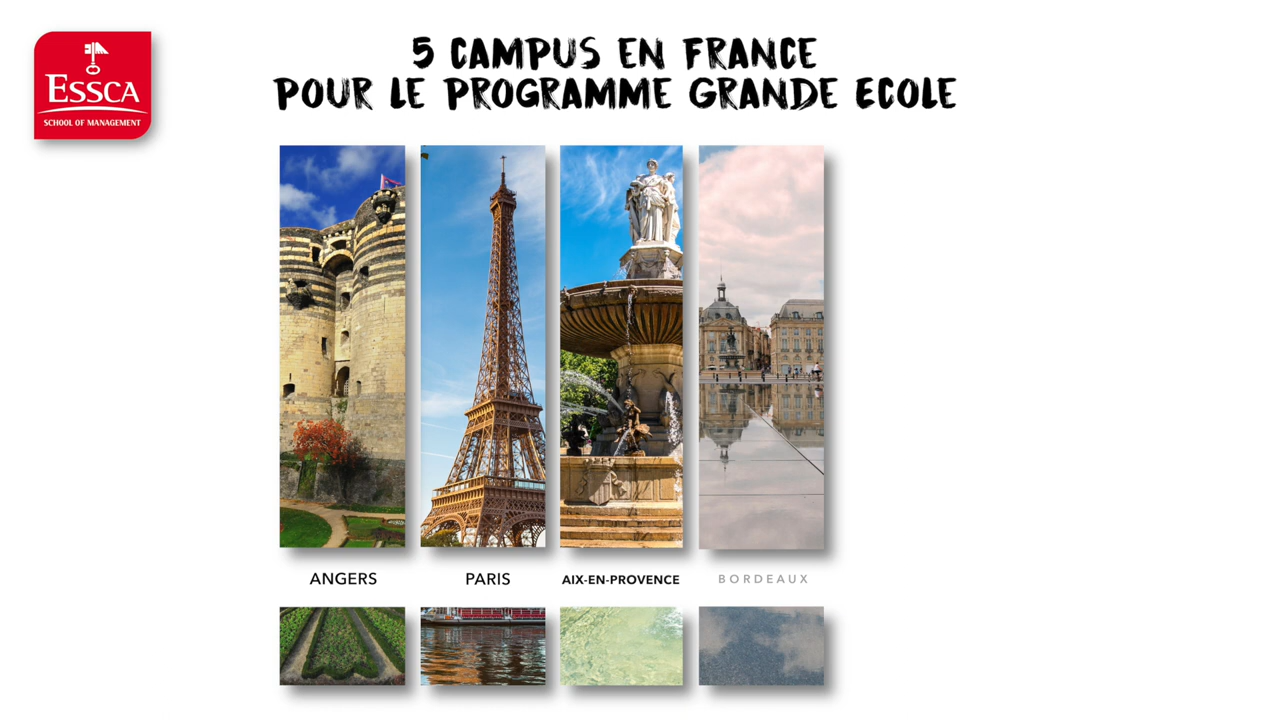 ESSCA
SCHOOL OF MANAGEMENT
5 CAMPUS EN FRANCE
POUR LE PROGRAMME GRANDE ECOLE
ANGERS
PARIS
AIX-EN-PROVENCE
BORDEAUX